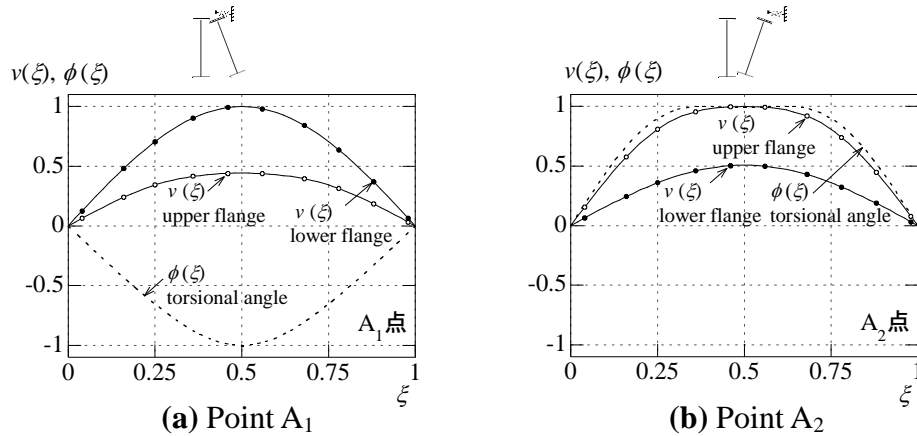 v(ξ), ϕ(ξ)
1
0.5
0
-0.5
-1
v(ξ)
upper flange
v(ξ)
lower flange
ϕ(ξ)
torsional angle
A1点
0
0.25
0.5
0.75
1
ξ
(a) Point A1
v(ξ), ϕ(ξ)
1
0.5
0
-0.5
-1
v(ξ)
upper flange
v(ξ)
lower flange
ϕ(ξ)
torsional angle
A2点
0
0.25
0.5
0.75
1
ξ
(b) Point A2